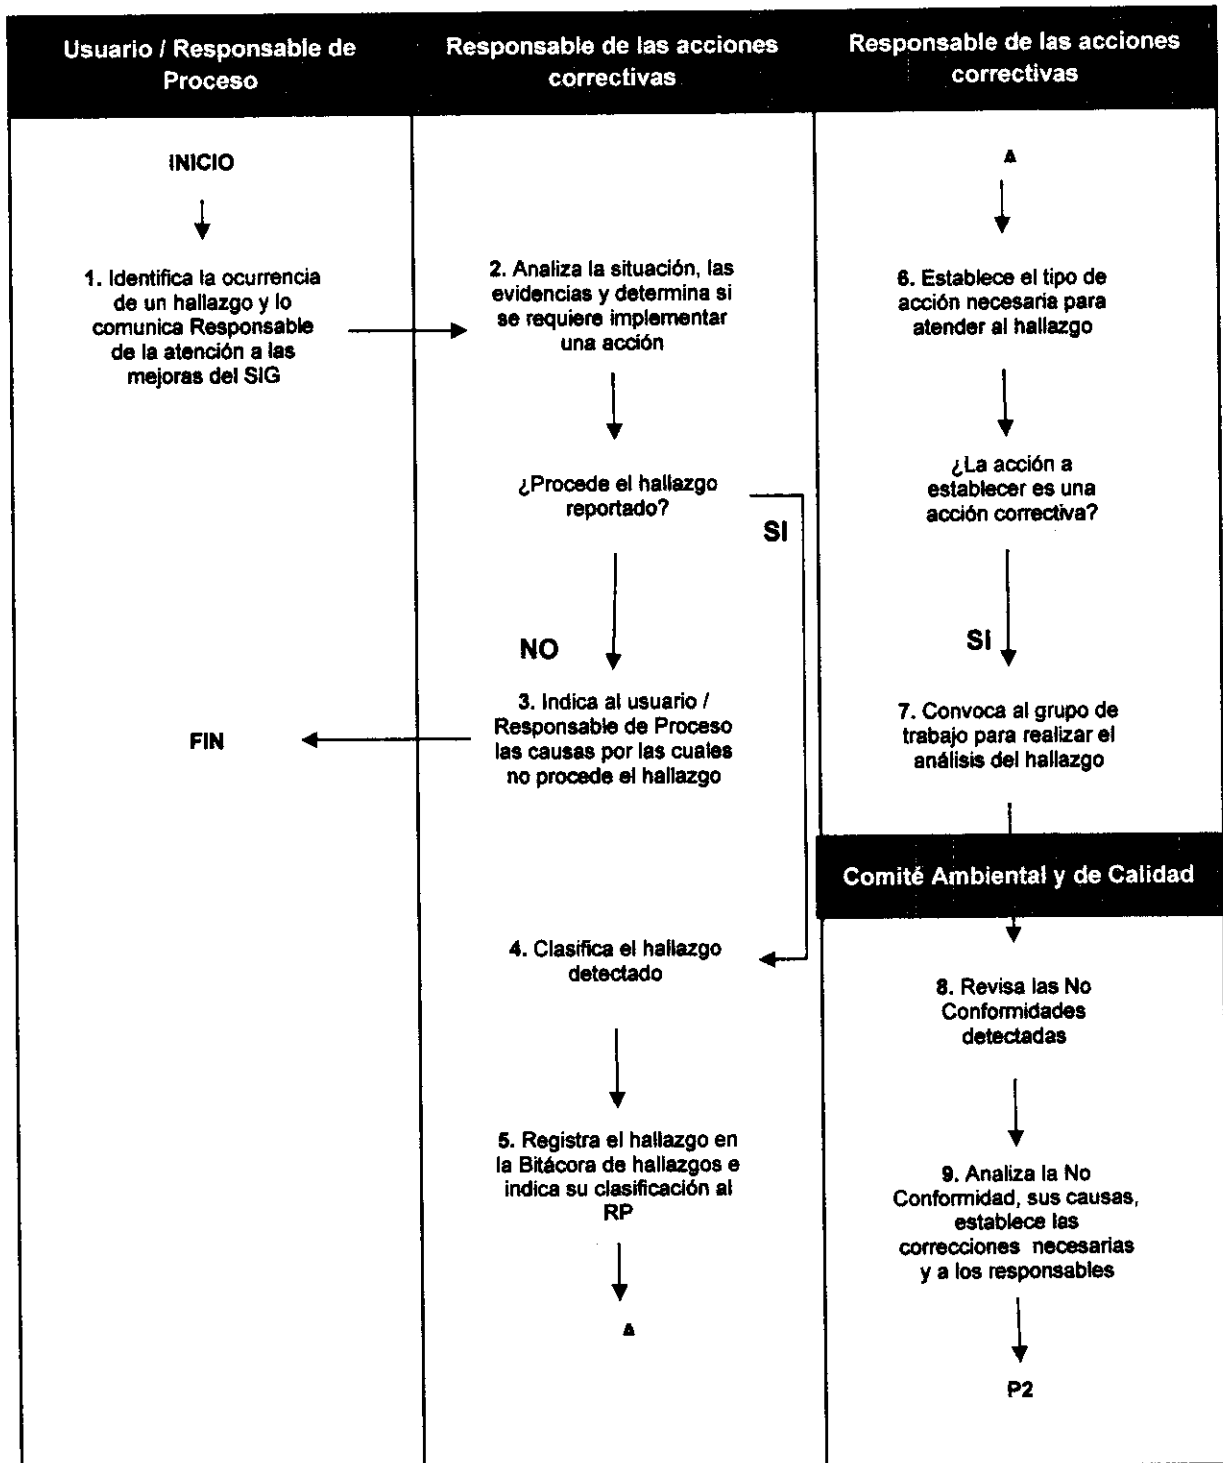 Usuario / Responsable de
Proceso
INICIO
1. Identifica la ocurrencia
de un hallazgo y lo
comunica Responsable
de la atención a las
mejoras del SIG
FIN
Responsable de las acciones
correctivas
2. Analiza la situación, las
evidencias y determina si
se requiere implementar
una acción
¿Procede el hallazgo
reportado?
SI
NO
3. Indica al usuario /
Responsable de Proceso
las causas por las cuales
no procede el hallazgo
4. Clasifica el hallazgo
detectado
5. Registra el hallazgo en
la Bitácora de hallazgos e
indica su clasificación al
RP
A
Responsable de las acciones
correctivas
A
6. Establece el tipo de
acción necesaria para
atender al hallazgo
¿La acción a
establecer es una
acción correctiva?
SI
7. Convoca al grupo de
trabajo para realizar el
análisis del hallazgo
Comité Ambiental y de Calidad
8. Revisa las No
Conformidades
detectadas
9. Analiza la No
Conformidad, sus causas,
establece las
correcciones necesarias
y a los responsables
P2